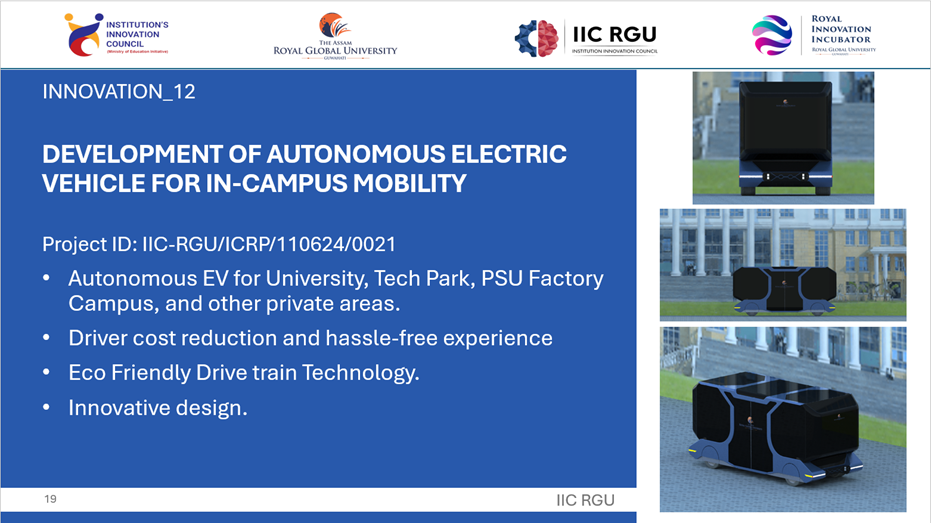 INSTITUTION'S
INNOVATION
COUNCIL
(Ministry of Education Initiative)
THE ASSAM
ROYAL GLOBAL UNIVERSITY
GUWAHATI
IIC RGU
INSTITUTION INNOVATION COUNCIL
ROYAL
INNOVATION
INCUBATOR
ROYAL GLOBAL UNIVERSITY
GUWAHATI
INNOVATION_12
DEVELOPMENT OF AUTONOMOUS ELECTRIC
VEHICLE FOR IN-CAMPUS MOBILITY
Project ID: IIC-RGU/ICRP/110624/0021
• Autonomous EV for University, Tech Park, PSU Factory
Campus, and other private areas.
• Driver cost reduction and hassle-free experience
• Eco Friendly Drive train Technology.
• Innovative design.
19
IIC RGU